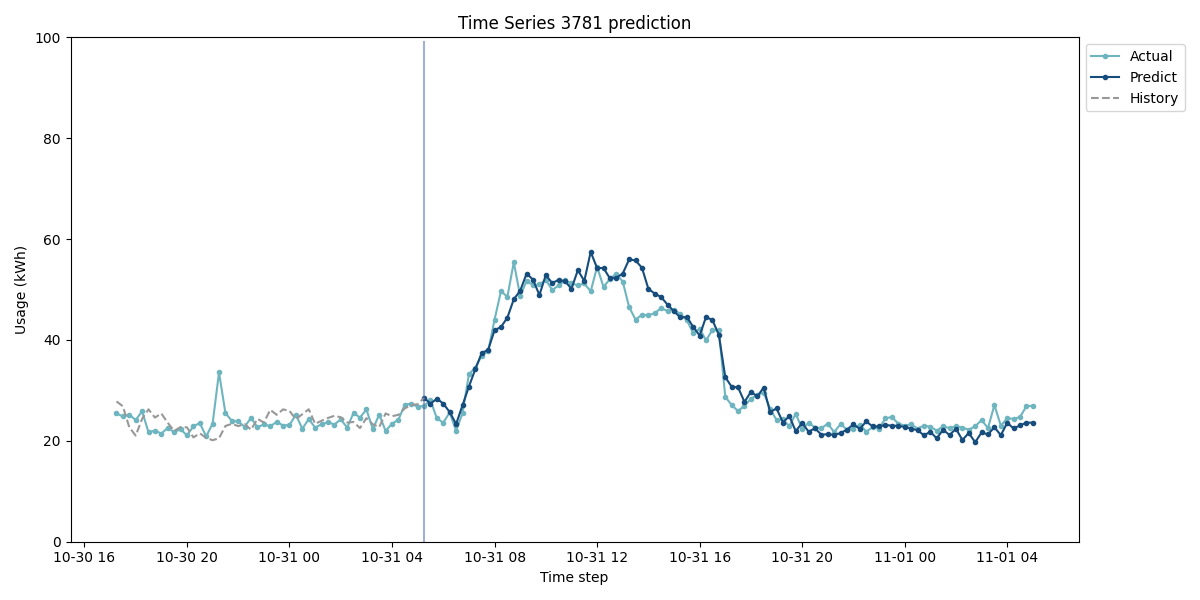 Time Series 3781 prediction
Actual
Predict
History
100
80
60
40
20
0
Usage (kWh)
10-30 16
10-30 20
10-31 00
10-31 04
10-31 08
10-31 12
10-31 16
10-31 20
11-01 00
11-01 04
Time step